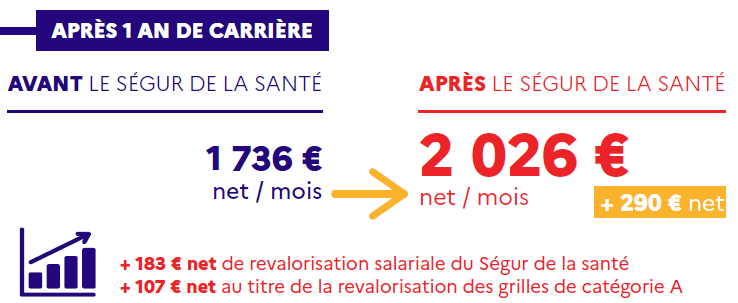 APRÈS 1 AN DE CARRIÈRE
AVANT LE SÉGUR DE LA SANTÉ
1 736 €
net / mois
APRÈS LE SÉGUR DE LA SANTÉ
2 026 €
net / mois
+ 290 € net
+ 183 € net de revalorisation salariale du Ségur de la santé
+ 107 € net au titre de la revalorisation des grilles de catégorie A